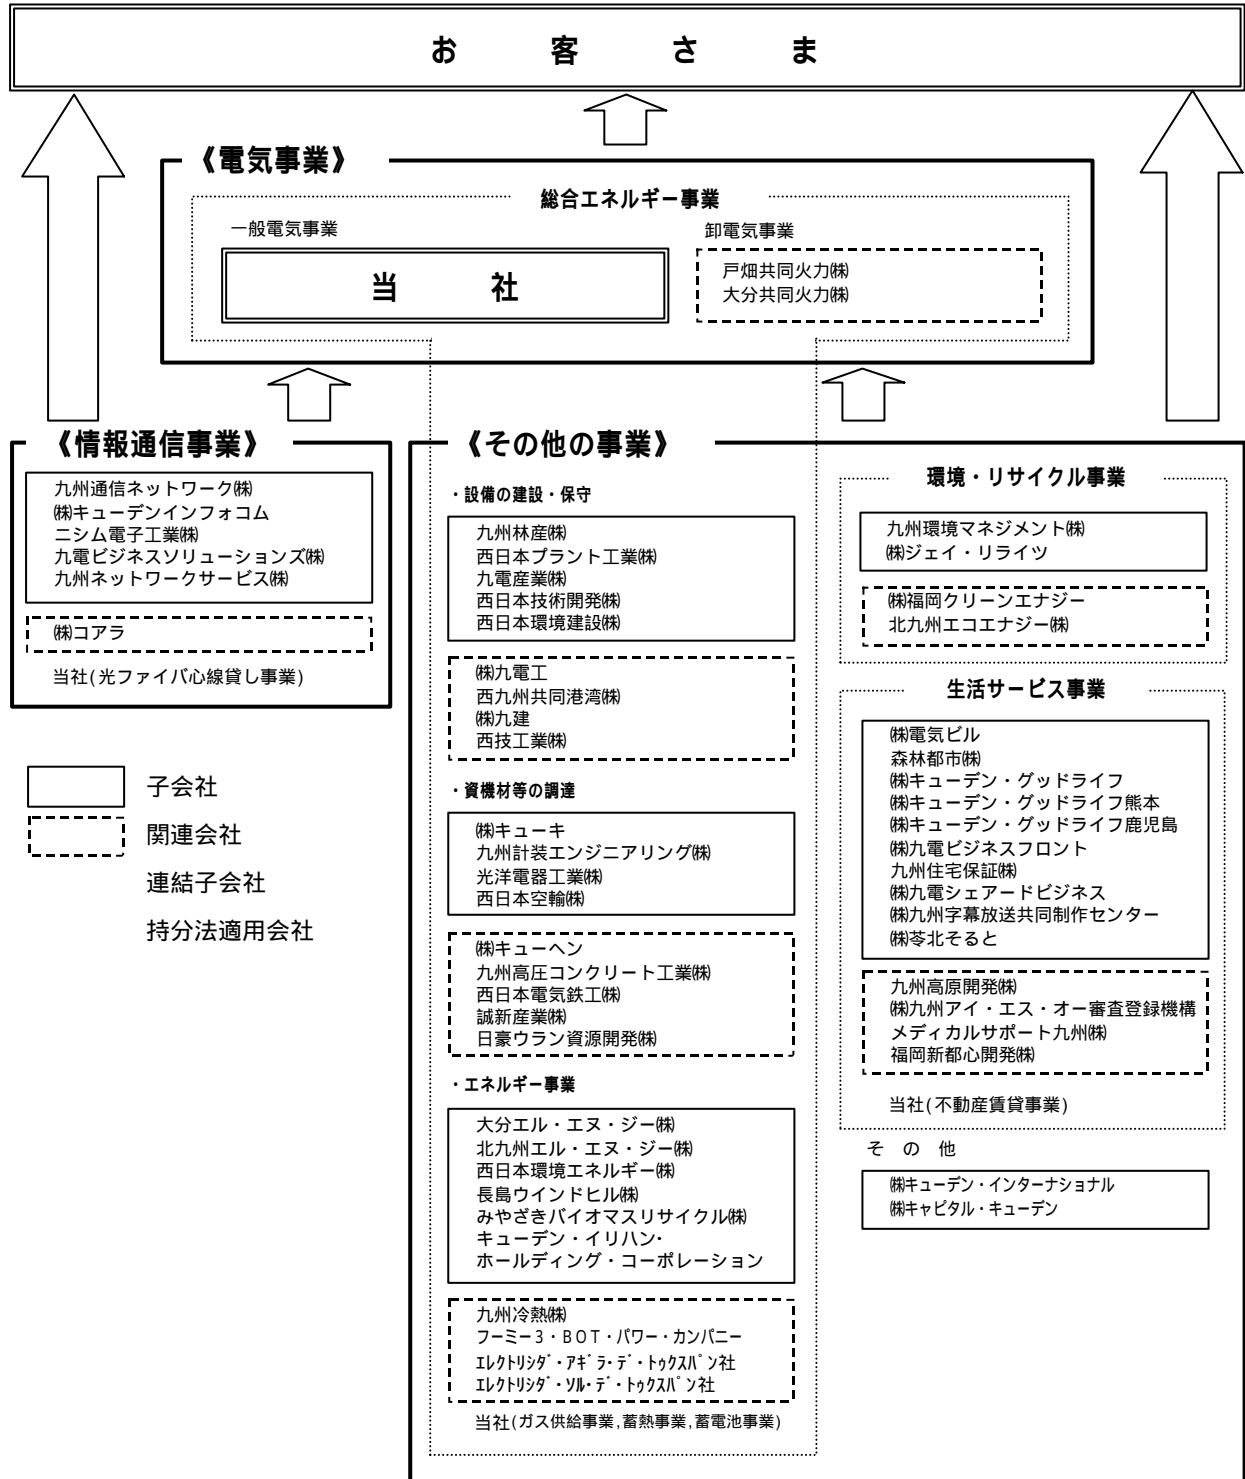 お客さま
《電気事業》
総合エネルギー事業
一般電気事業
当社
卸電気事業
戸畑共同火力㈱
大分共同火力㈱
《情報通信事業》
九州通信ネットワーク㈱
㈱キューデンインフォコム
ニシム電子工業㈱
九電ビジネスソリューションズ㈱
九州ネットワークサービス㈱
㈱コアラ
当社(光ファイバ心線貸し事業)
子会社
関連会社
連結子会社
持分法適用会社
《その他の事業》
・設備の建設・保守
九州林産㈱
西日本プラント工業㈱
九電産業㈱
西日本技術開発㈱
西日本環境建設㈱
㈱九電工
西九州共同港湾㈱
㈱九建
西技工業㈱
・資機材等の調達
㈱キューキ
九州計装エンジニアリング㈱
光洋電器工業㈱
西日本空輸㈱
㈱キューヘン
九州高圧コンクリート工業㈱
西日本電気鉄工㈱
誠新産業㈱
日豪ウラン資源開発㈱
・エネルギー事業
大分エル・エヌ・ジー㈱
北九州エル・エヌ・ジー㈱
西日本環境エネルギー㈱
長島ウインドヒル㈱
みやざきバイオマスリサイクル㈱
キューデン・イリハン・
ホールディング・コーポレーション
九州冷熱㈱
フーミー3・BOT・パワー・カンパニー
ｴﾚｸﾄﾘｼﾀﾞ・ｱｷﾞﾗ・ﾃﾞ・ﾄｩｸｽﾊﾟﾝ社
ｴﾚｸﾄﾘｼﾀﾞ・ｿﾙ・ﾃﾞ・ﾄｩｸｽﾊﾟﾝ社
当社(ガス供給事業,蓄熱事業,蓄電池事業)
環境・リサイクル事業
九州環境マネジメント㈱
㈱ジェイ・リライツ
㈱福岡クリーンエナジー
北九州エコエナジー㈱
生活サービス事業
㈱電気ビル
森林都市㈱
㈱キューデン・グッドライフ
㈱キューデン・グッドライフ熊本
㈱キューデン・グッドライフ鹿児島
㈱九電ビジネスフロント
九州住宅保証㈱
㈱九電シェアードビジネス
㈱九州字幕放送共同制作センター
㈱苓北そると
九州高原開発㈱
㈱九州アイ・エス・オー審査登録機構
メディカルサポート九州㈱
福岡新都心開発㈱
当社(不動産賃貸事業)
その他
㈱キューデン・インターナショナル
㈱キャピタル・キューデン